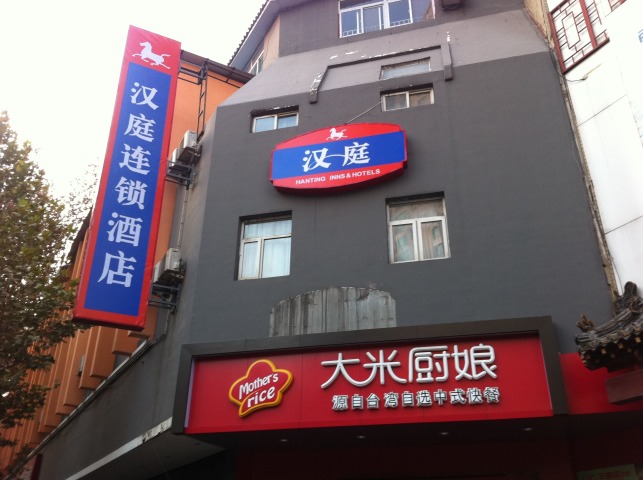 汉庭连锁酒店
汉庭
HANTING INNS & HOTELS
Mother's
rice
大米厨娘
源自台湾自选中式快餐